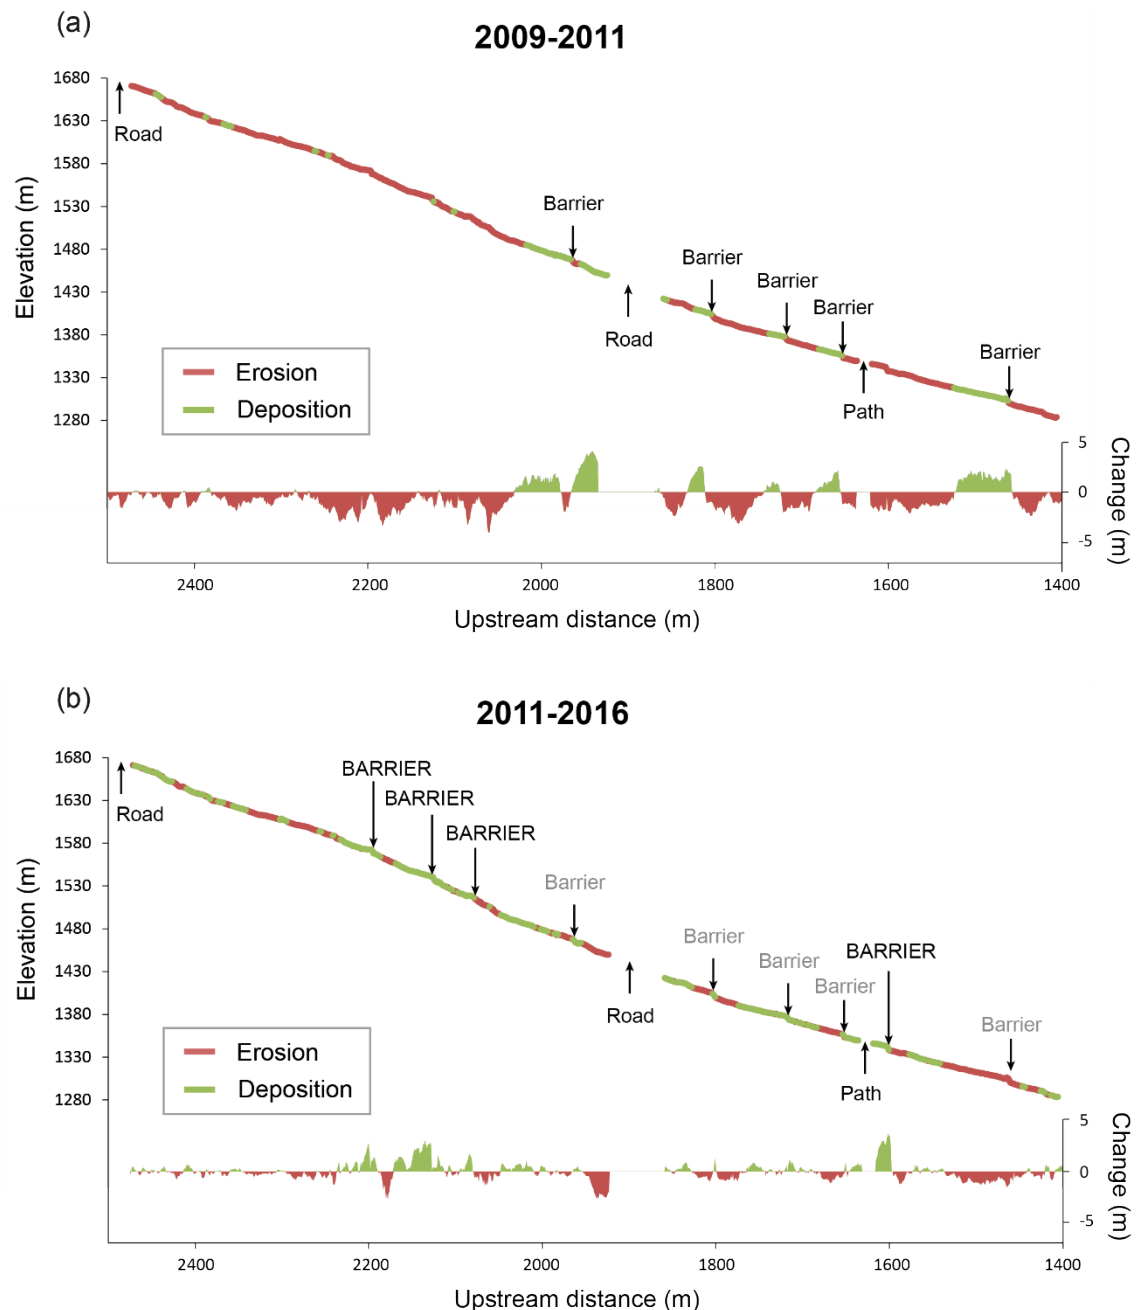 (a)
2009-2011
1680
1630
1580
1530
1480
1430
1380
1330
1280
Elevation (m)
Road
Barrier
Road
Barrier
Barrier
Barrier
Path
Barrier
Erosion
Deposition
5
0
-5
Change (m)
2400
2200
2000
1800
1600
1400
Upstream distance (m)
(b)
2011-2016
1680
1630
1580
1530
1480
1430
1380
1330
1280
Elevation (m)
Road
BARRIER
BARRIER
BARRIER
Barrier
Road
Barrier
Barrier
Barrier
BARRIER
Path
Barrier
Erosion
Deposition
5
0
-5
Change (m)
2400
2200
2000
1800
1600
1400
Upstream distance (m)